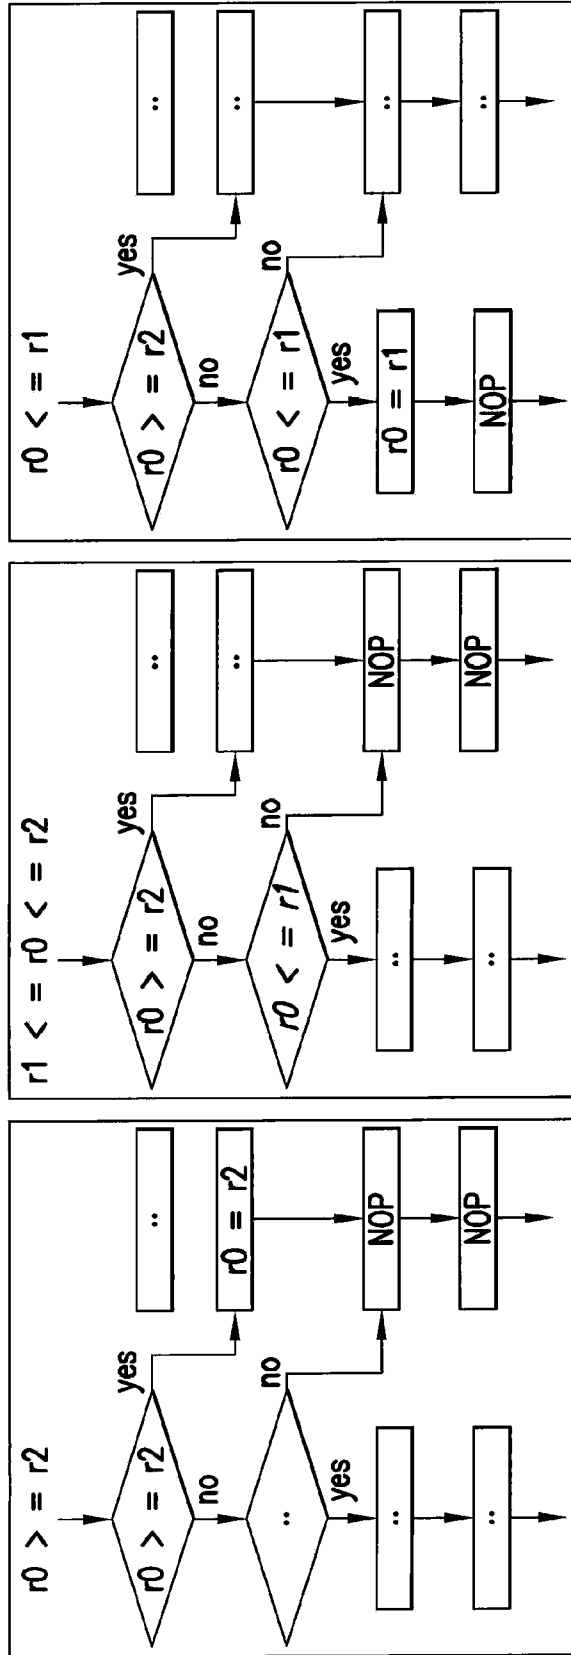 r0 > = r2
yes
r0 > = r2
..
no
r0 = r2
no
..
yes
..
NOP
..
NOP
r1 < = r0 < = r2
yes
r0 > = r2
..
no
..
no
r0 < = r1
yes
..
NOP
..
NOP
r0 < = r1
yes
r0 > = r2
..
no
..
no
r0 < = r1
yes
r0 = r1
..
NOP
..